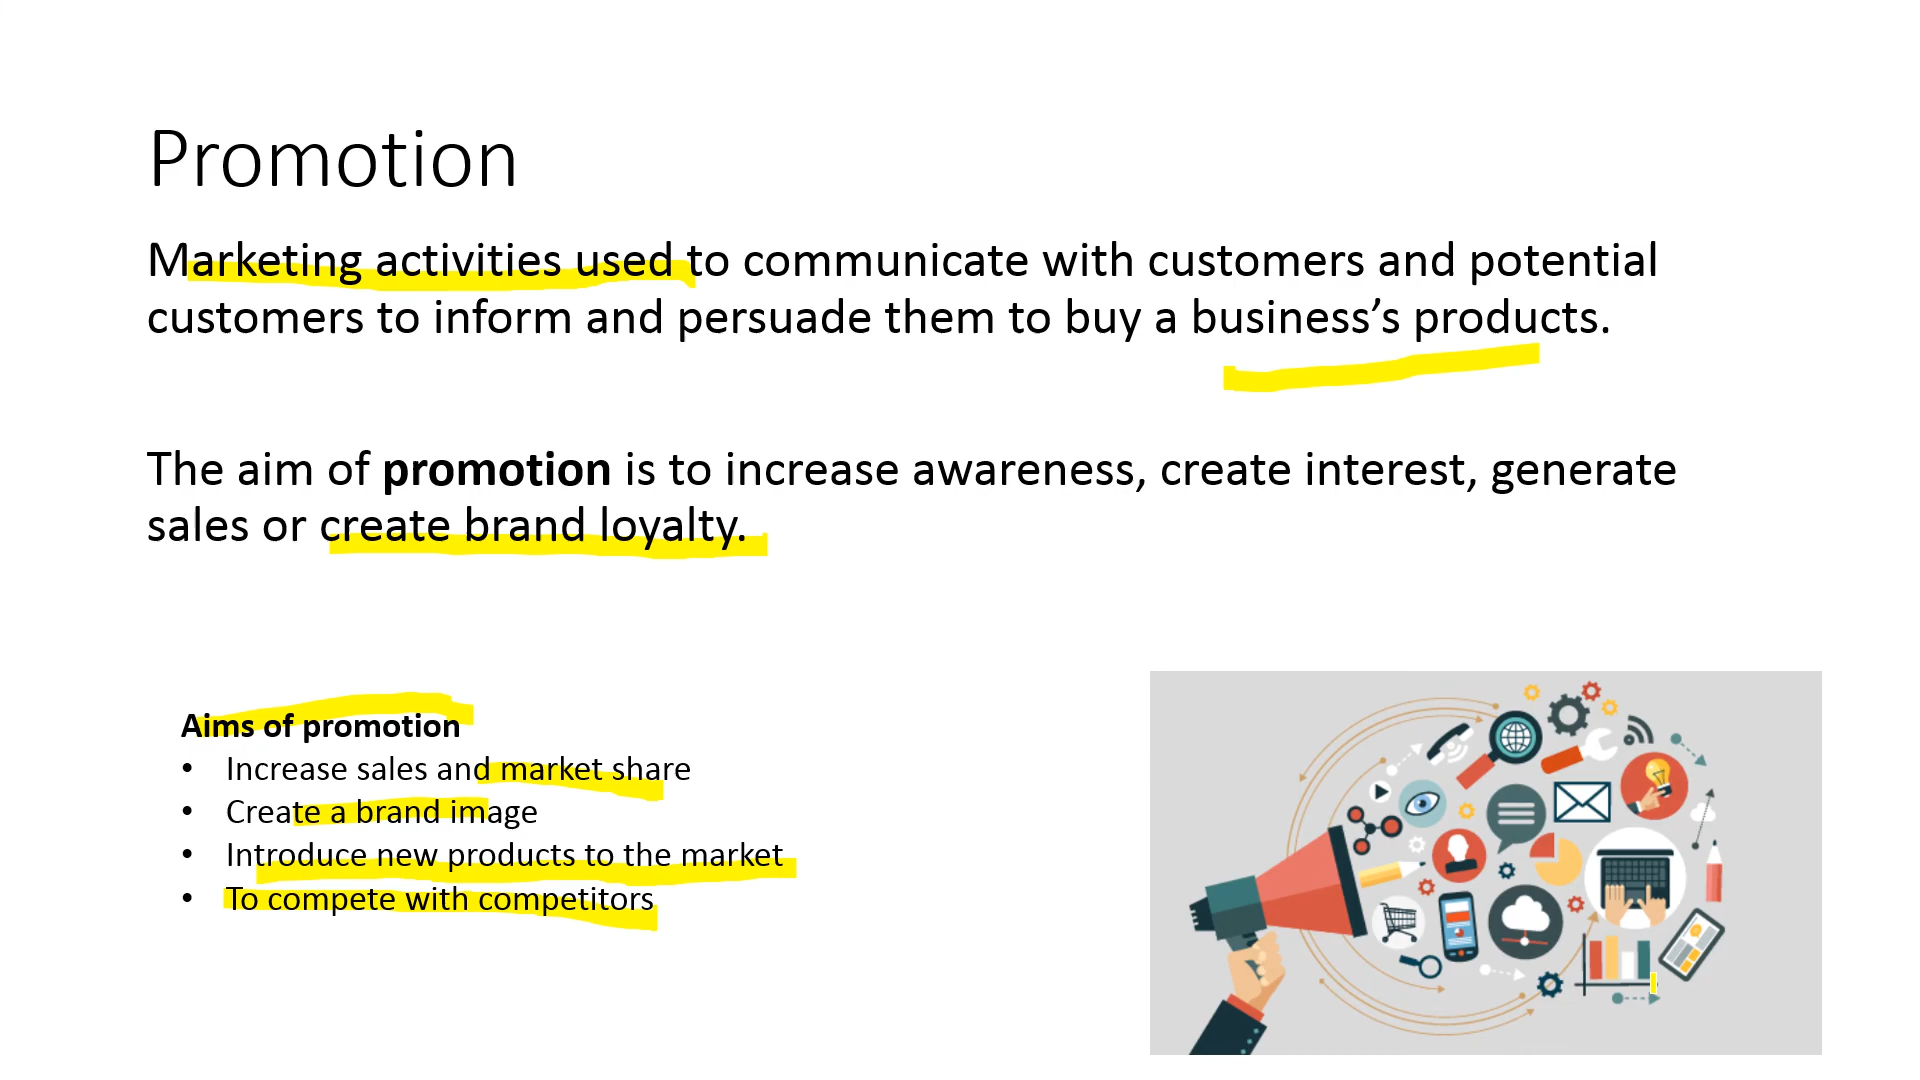 Promotion
Marketing activities used to communicate with customers and potential
customers to inform and persuade them to buy a business’s products.
The aim of promotion is to increase awareness, create interest, generate
sales or create brand loyalty.
Aims of promotion
• Increase sales and market share
• Create a brand image
• Introduce new products to the market
• To compete with competitors